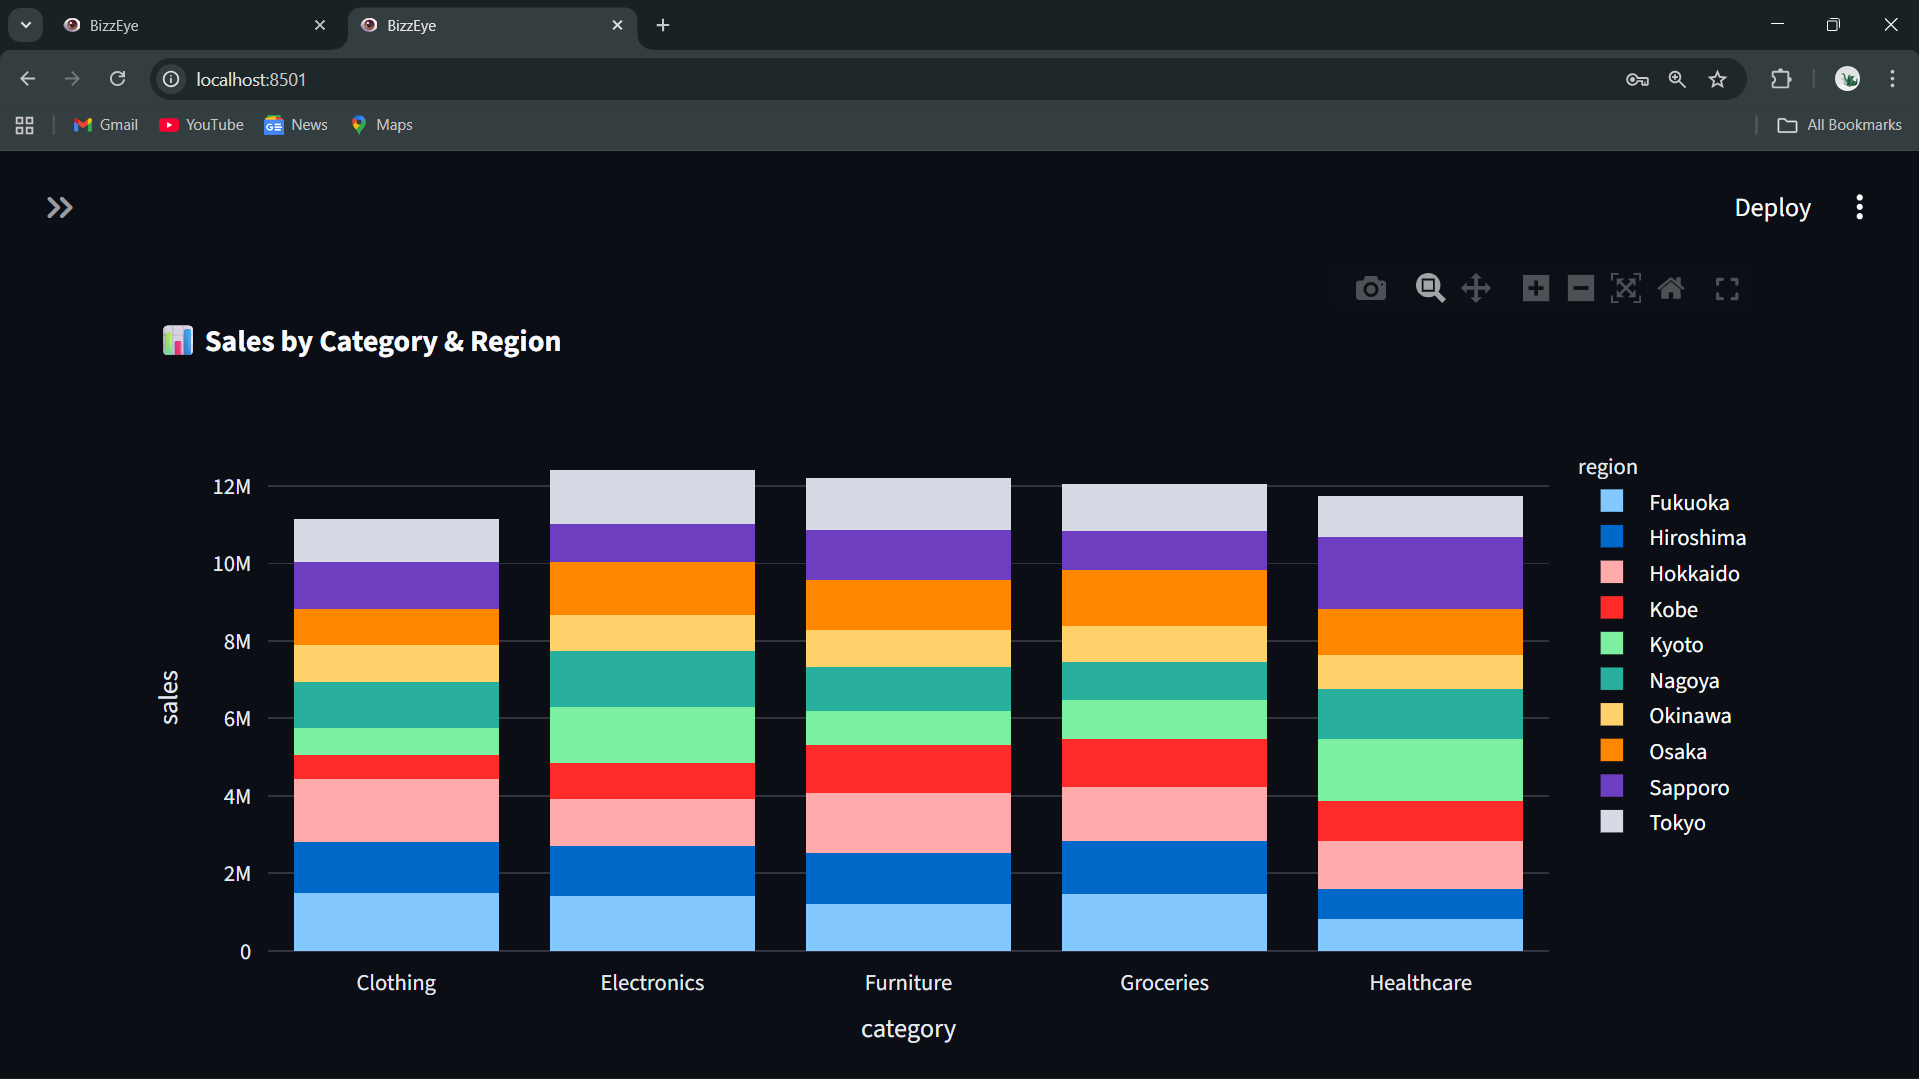 BizzEye
BizzEye
localhost:8501
Gmail
YouTube
News
Maps
All Bookmarks
Deploy
Sales by Category & Region
12M
10M
8M
6M
4M
2M
0
sales
Clothing
Electronics
Furniture
Groceries
Healthcare
category
region
Fukuoka
Hiroshima
Hokkaido
Kobe
Kyoto
Nagoya
Okinawa
Osaka
Sapporo
Tokyo